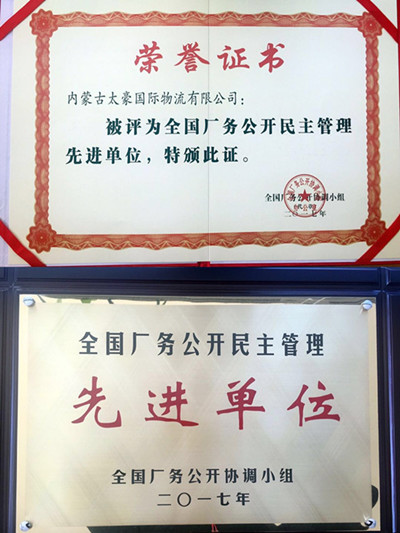 荣誉证书
内蒙古太豪国际物流有限公司：
被评为全国厂务公开民主管理
先进单位，特颁此证。
全国厂务公开协调小组
（代章）
二〇一七年
全国厂务公开民主管理
先进单位
全国厂务公开协调小组
二〇一七年